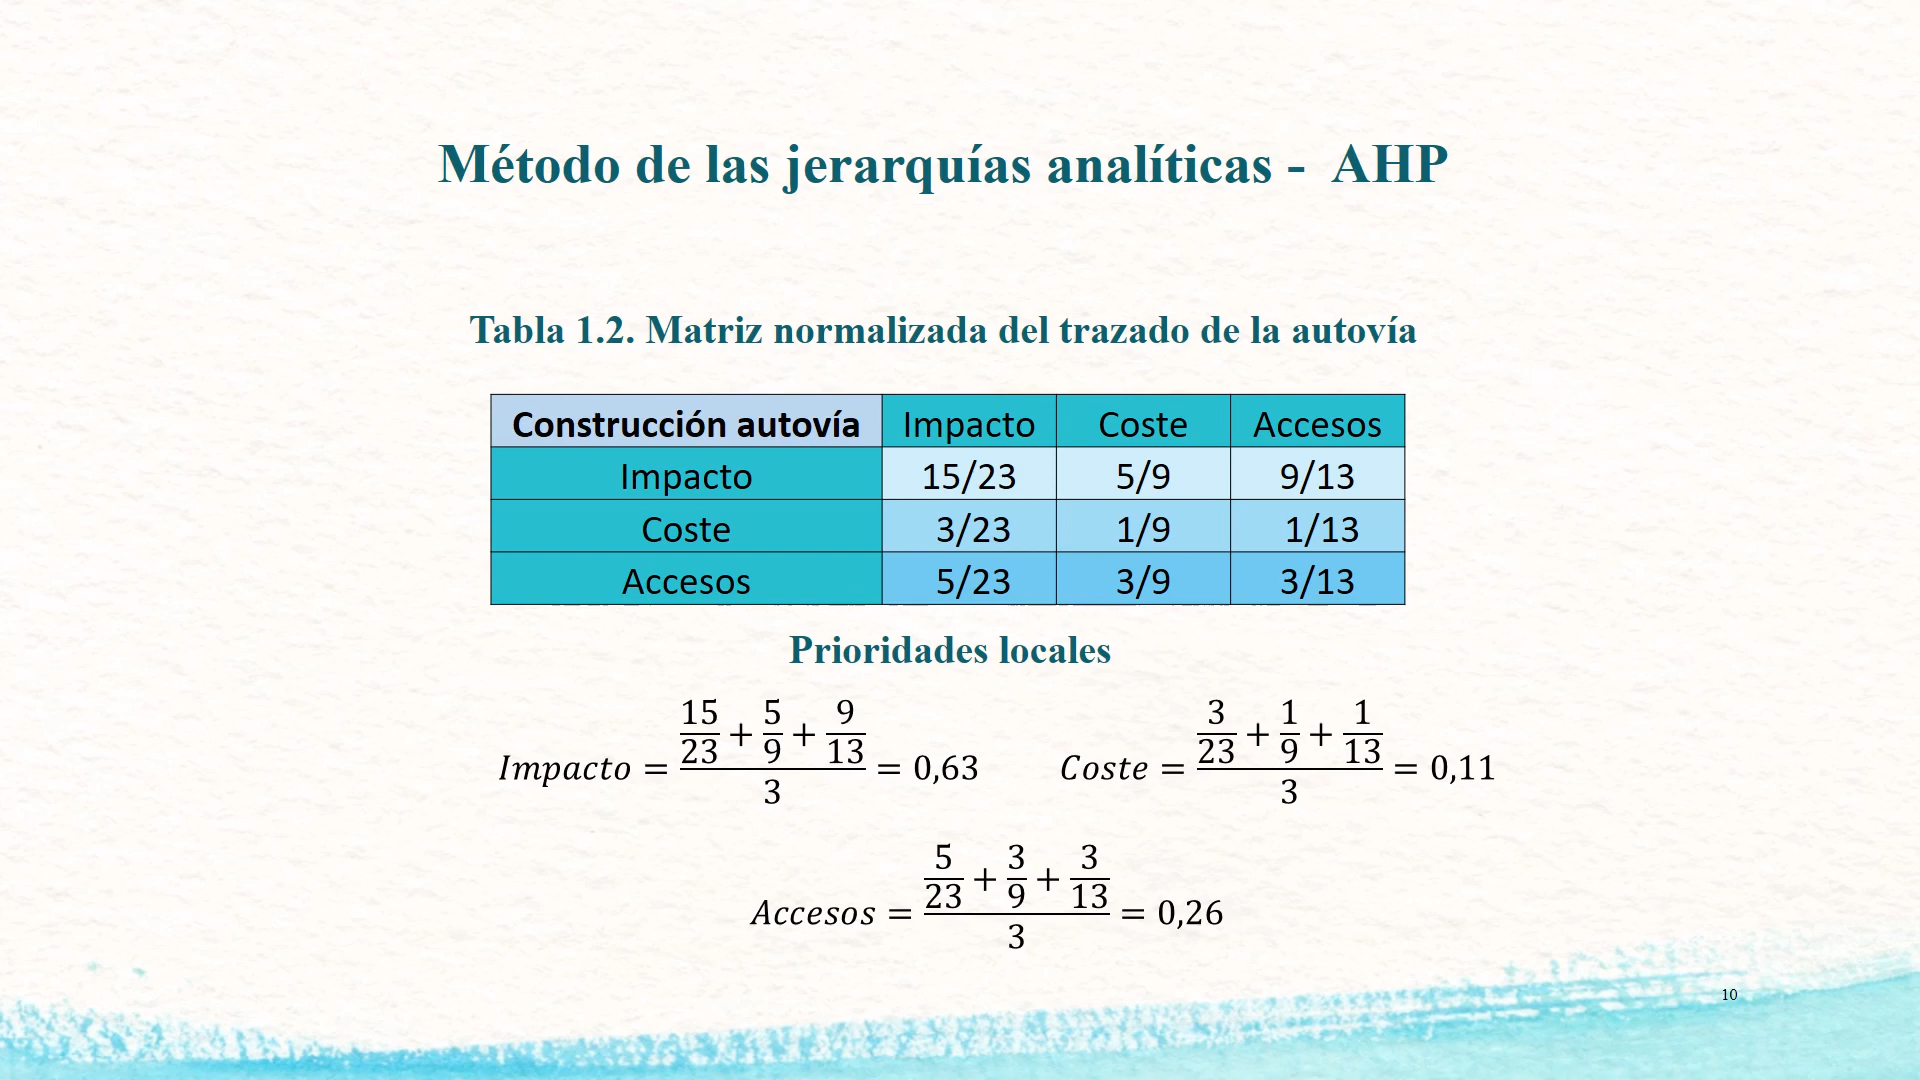 Método de las jerarquías analíticas - AHP
Tabla 1.2. Matriz normalizada del trazado de la autovía
Construcción autovía Impacto Coste Accesos
Impacto 15/23 5/9 9/13
Coste 3/23 1/9 1/13
Accesos 5/23 3/9 3/13
Prioridades locales
Impacto = (15/23 + 5/9 + 9/13)/3 = 0,63
Coste = (3/23 + 1/9 + 1/13)/3 = 0,11
Accesos = (5/23 + 3/9 + 3/13)/3 = 0,26
10